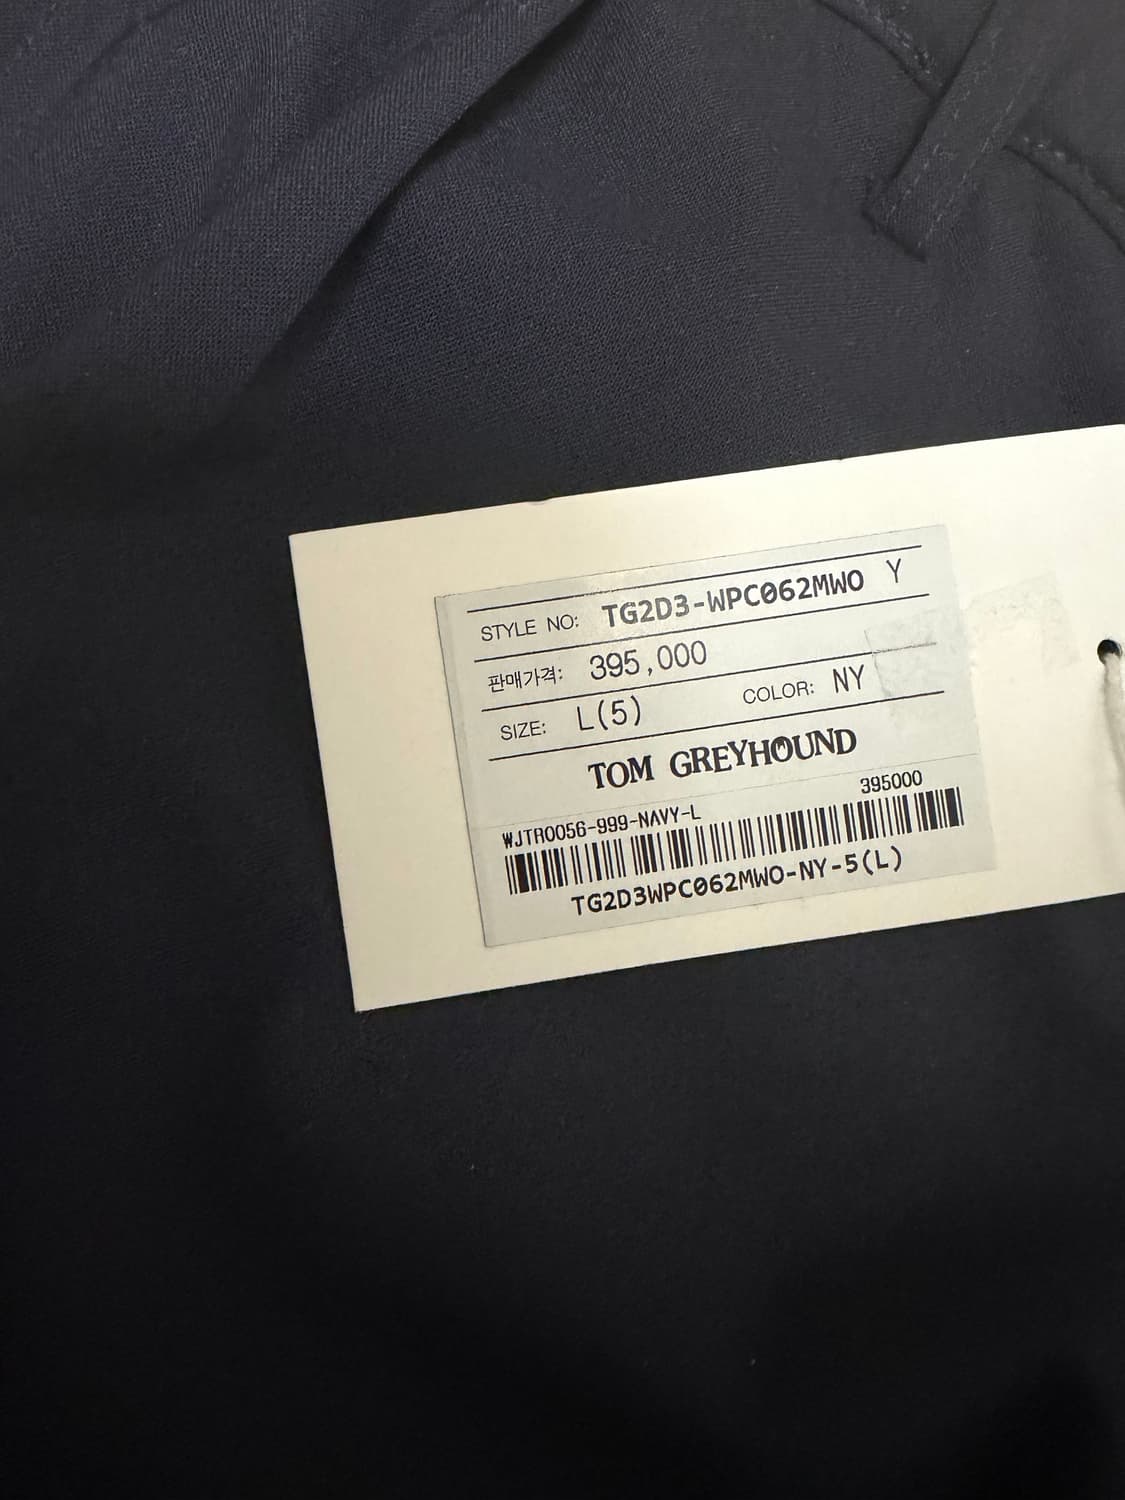 STYLE NO: TG2D3-WPC062MWO Y
판매가격: 395,000
SIZE: L(5) COLOR: NY
TOM GREYHOUND
395000
WJTR0056-999-NAVY-L
TG2D3WPC062MWO-NY-5(L)